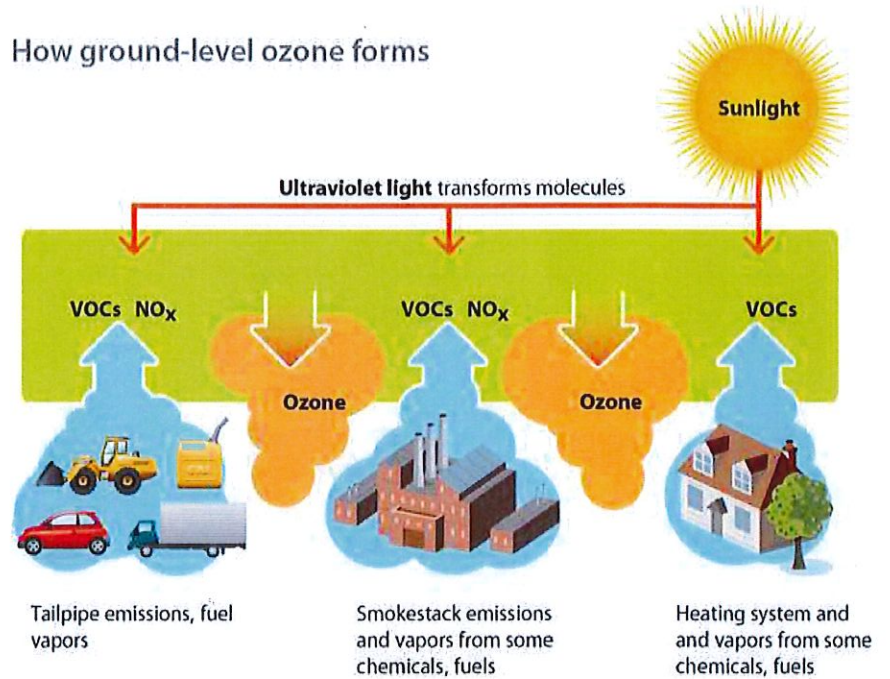 How ground-level ozone forms
Sunlight
Ultraviolet light transforms molecules
VOCs NOx
VOCs NOx
VOCs
Ozone
Ozone
Tailpipe emissions, fuel
vapors
Smokestack emissions
and vapors from some
chemicals, fuels
Heating system and
and vapors from some
chemicals, fuels